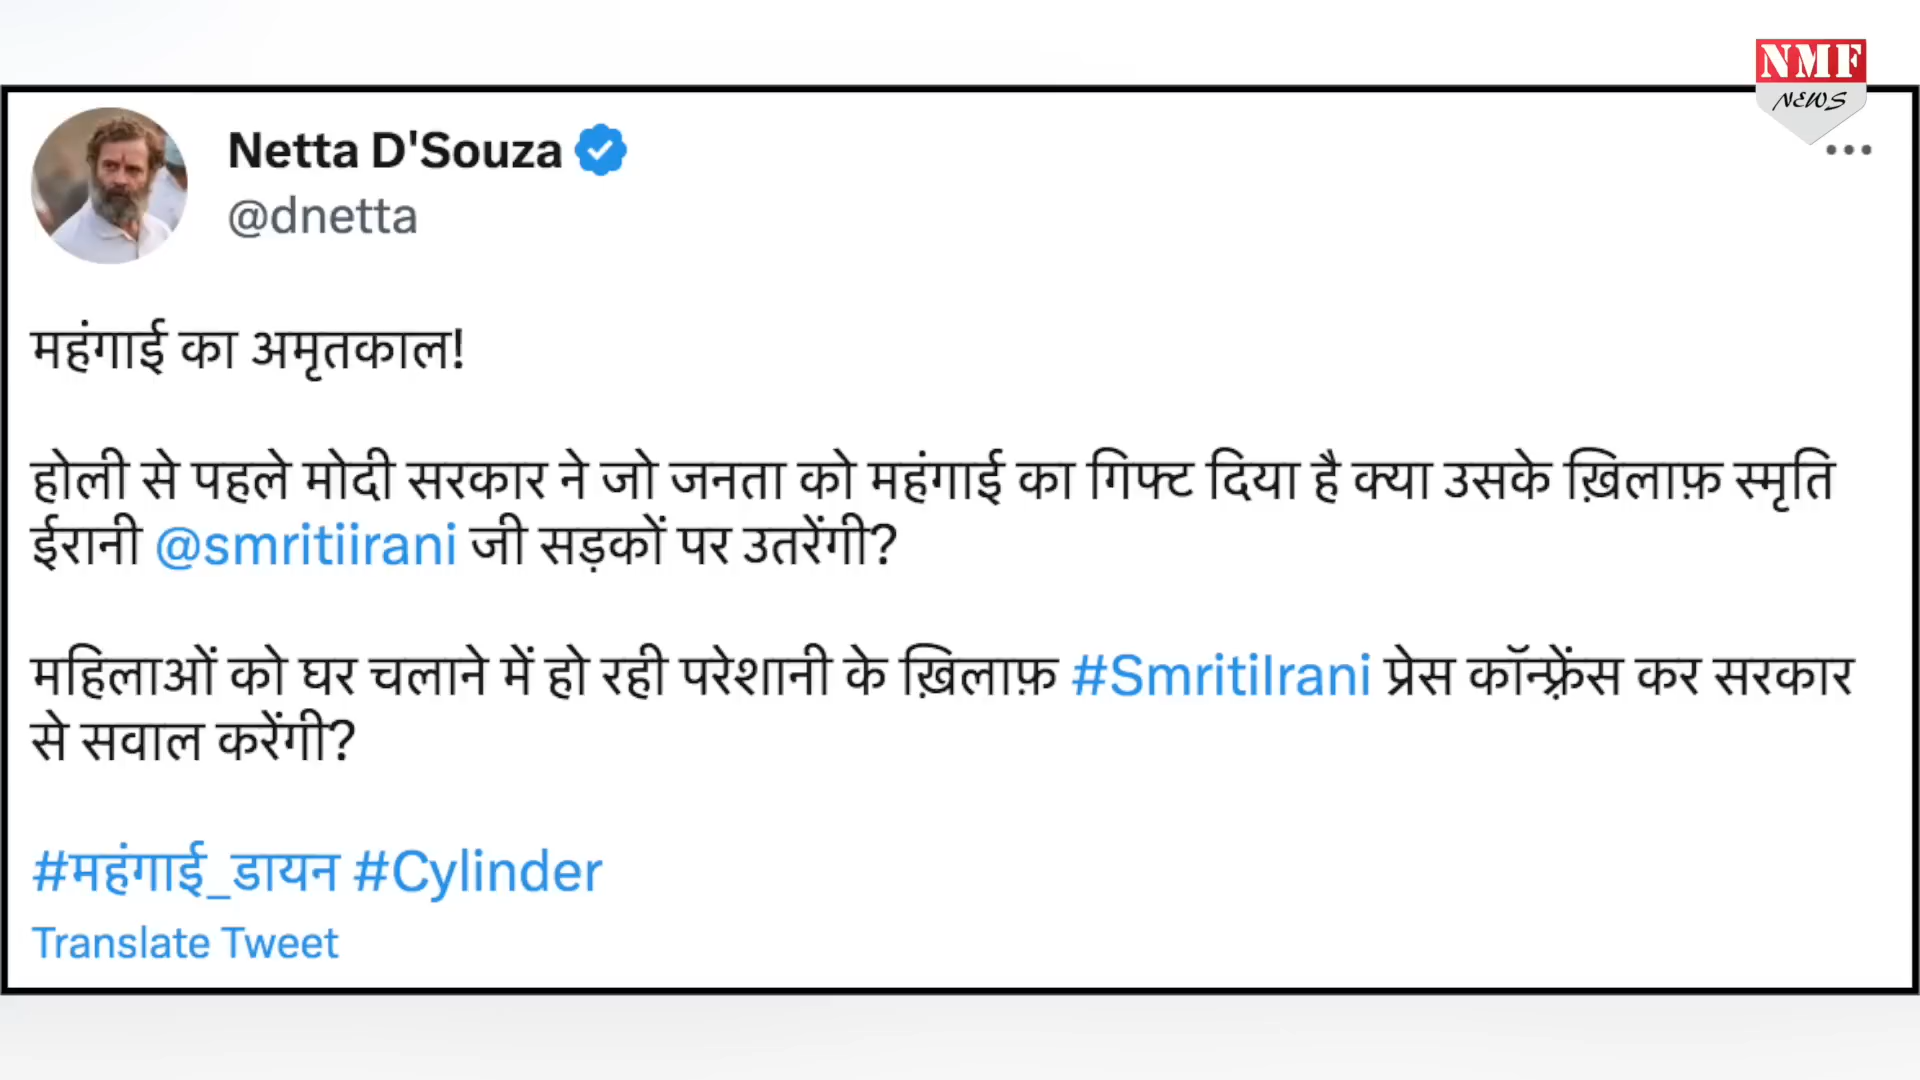 NMF
NEWS
Netta D'Souza
@dnetta
महंगाई का अमृतकाल!
होली से पहले मोदी सरकार ने जो जनता को महंगाई का गिफ्ट दिया है क्या उसके ख़िलाफ़ स्मृति
ईरानी @smritiirani जी सड़कों पर उतरेंगी?
महिलाओं को घर चलाने में हो रही परेशानी के ख़िलाफ़ #SmritiIrani प्रेस कॉन्फ़्रेंस कर सरकार
से सवाल करेंगी?
#महंगाई_डायन #Cylinder
Translate Tweet